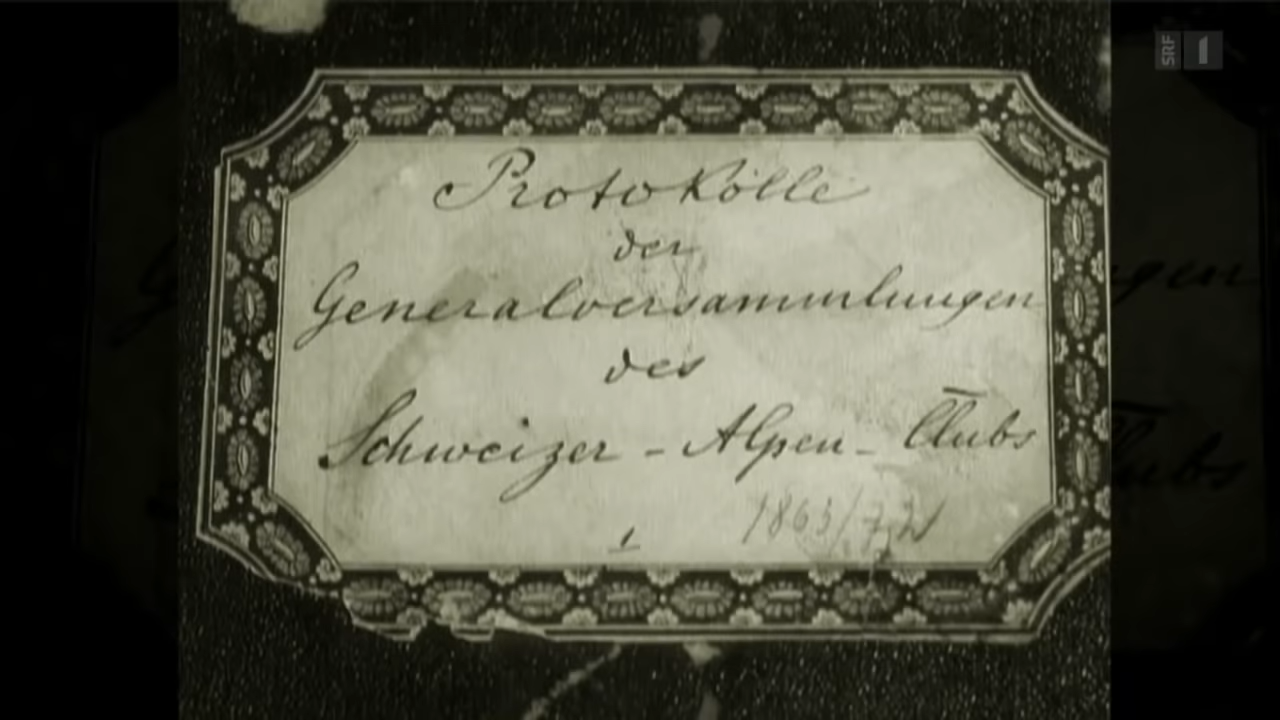 SRF 1
Protokolle
der
Generalversammlungen
des
Schweizer - Alpen - Clubs
1863/72
1